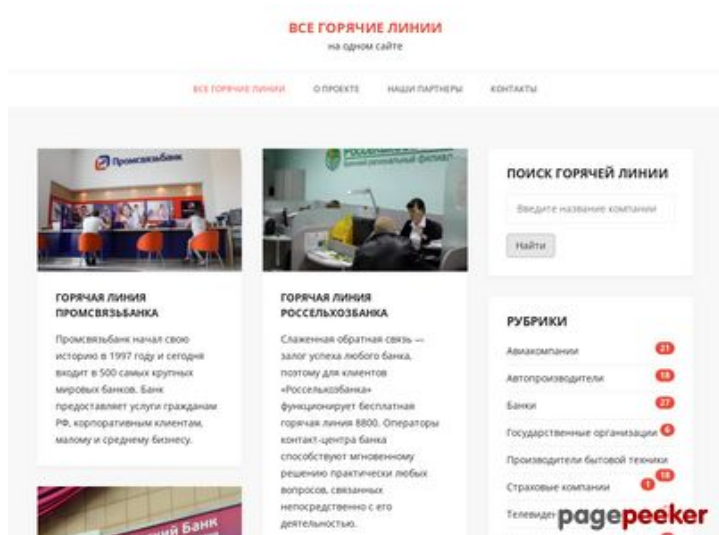 ВСЕ ГОРЯЧИЕ ЛИНИИ
на одном сайте
ВСЕ ГОРЯЧИЕ ЛИНИИ О ПРОЕКТЕ НАШИ ПАРТНЕРЫ КОНТАКТЫ
Промсвязьбанк
ГОРЯЧАЯ ЛИНИЯ
ПРОМСВЯЗЬБАНКА
Промсвязьбанк начал свою
историю в 1997 году и сегодня
входит в 500 самых крупных
мировых банков. Банк
предоставляет услуги гражданам
РФ, корпоративным клиентам,
малому и среднему бизнесу.
кий Банк
региональный филиал
ГОРЯЧАЯ ЛИНИЯ
РОССЕЛЬХОЗБАНКА
Слаженная обратная связь —
залог успеха любого банка,
поэтому для клиентов
«Россельхозбанка»
функционирует бесплатная
горячая линия 8800. Операторы
контакт-центра банка
способствуют мгновенному
решению практически любых
вопросов, связанных
непосредственно с его
деятельностью.
ПОИСК ГОРЯЧЕЙ ЛИНИИ
Введите название компании
Найти
РУБРИКИ
Авиакомпании 21
Автопроизводители 18
Банки 27
Государственные организации 6
Производители бытовой техники
18
Страховые компании 1
Телевиде
pagepeeker